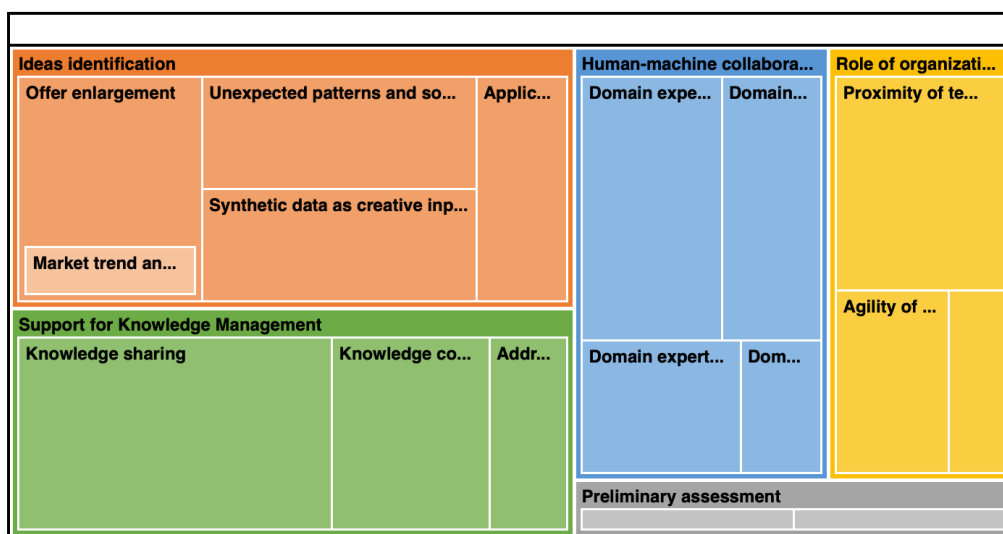 Ideas identification
Offer enlargement
Unexpected patterns and so...
Applic...
Synthetic data as creative inp...
Market trend an...
Support for Knowledge Management
Knowledge sharing
Knowledge co...
Addr...
Human-machine collabora...
Domain expe...
Domain...
Domain expert...
Dom...
Role of organizati...
Proximity of te...
Agility of ...
Preliminary assessment